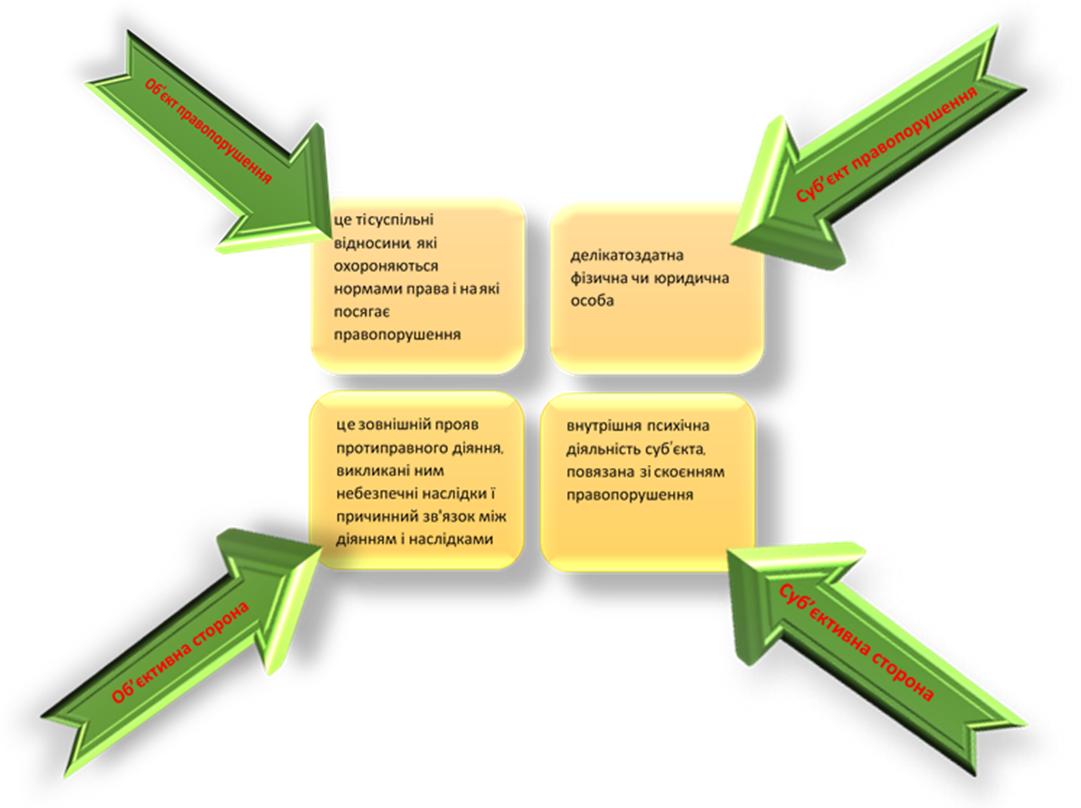 Об'єкт правопорушення
це ті суспільні
відносини, які
охороняються
нормами права і на які
посягає
правопорушення
Суб'єкт правопорушення
делікатоздатна
фізична чи юридична
особа
Об'єктивна сторона
це зовнішній прояв
протиправного діяння,
викликані ним
небезпечні наслідки ї
причинний зв'язок між
діянням і наслідками
Суб'єктивна сторона
внутрішня психічна
діяльність суб'єкта,
повязана зі скоєнням
правопорушення